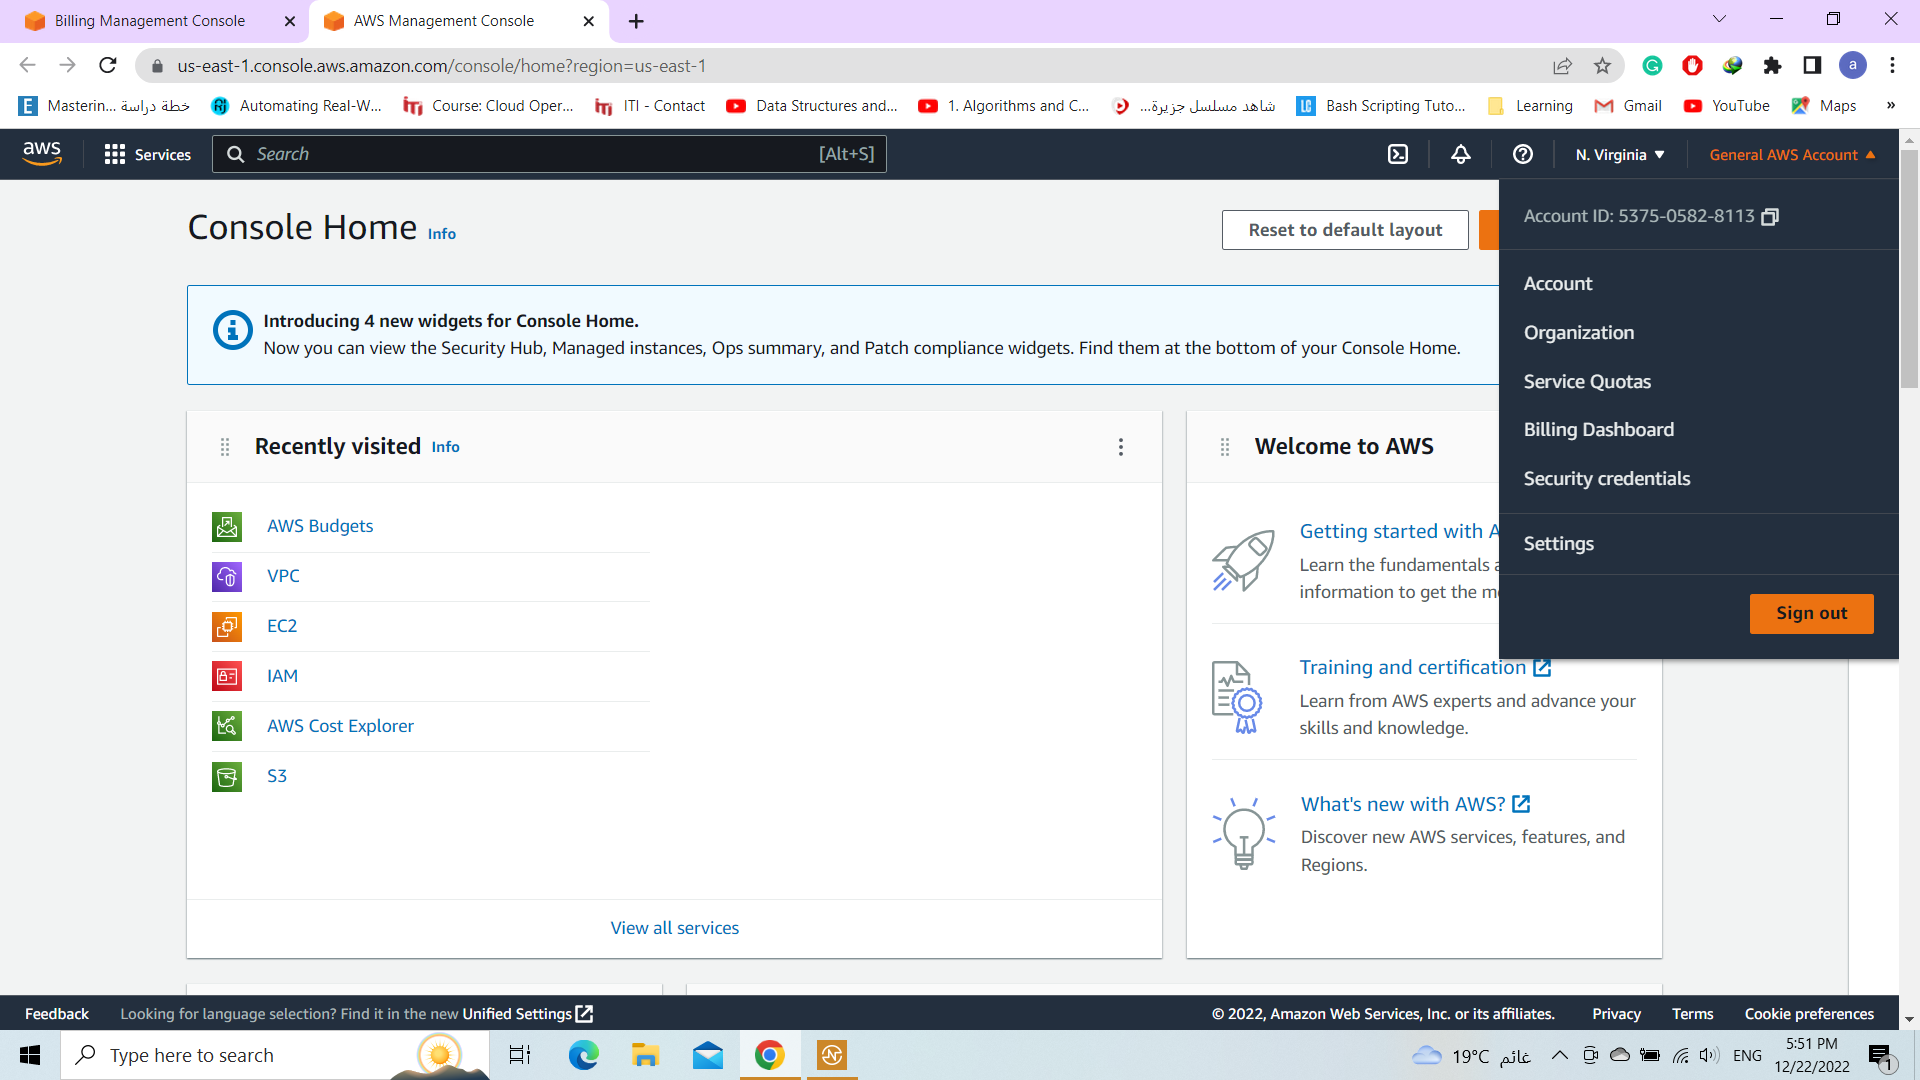 Billing Management Console
AWS Management Console
us-east-1.console.aws.amazon.com/console/home?region=us-east-1
a
E Masterin... خطة دراسة
Automating Real-W...
Course: Cloud Oper...
ITI - Contact
Data Structures and...
1. Algorithms and C...
شاهد مسلسل جزيرة...
LC Bash Scripting Tuto...
Learning
Gmail
YouTube
Maps
»
aws
Services
Search
[Alt+S]
N. Virginia
General AWS Account
Console Home Info
Reset to default layout
Account ID: 5375-0582-8113
Account
Organization
Service Quotas
Billing Dashboard
Security credentials
Settings
Sign out
Introducing 4 new widgets for Console Home.
Now you can view the Security Hub, Managed instances, Ops summary, and Patch compliance widgets. Find them at the bottom of your Console Home.
Recently visited Info
AWS Budgets
VPC
EC2
IAM
AWS Cost Explorer
S3
View all services
Welcome to AWS
Getting started with A
Learn the fundamentals a
information to get the m
Training and certification
Learn from AWS experts and advance your
skills and knowledge.
What's new with AWS?
Discover new AWS services, features, and
Regions.
Feedback
Looking for language selection? Find it in the new Unified Settings
© 2022, Amazon Web Services, Inc. or its affiliates.
Privacy
Terms
Cookie preferences
Type here to search
19°C غائم
ENG
5:51 PM
12/22/2022
1